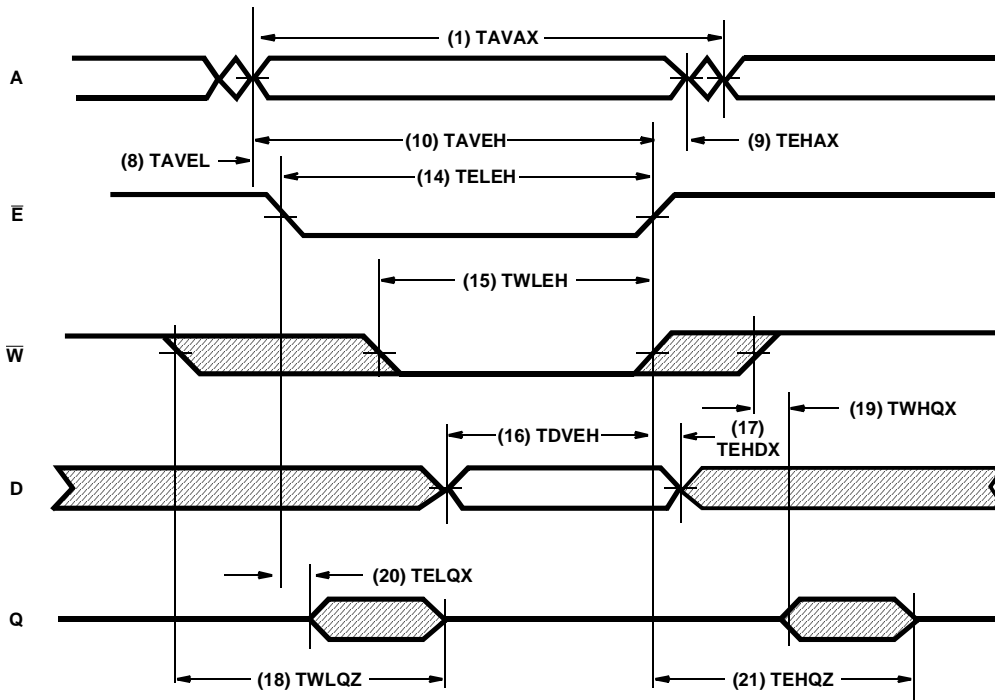 (1) TAVAX
A
(10) TAVEH
(9) TEHAX
(8) TAVEL
(14) TELEH
E̅
(15) TWLEH
W̅
(19) TWHQX
(16) TDVEH
(17)
TEHDX
D
(20) TELQX
Q
(18) TWLQZ
(21) TEHQZ